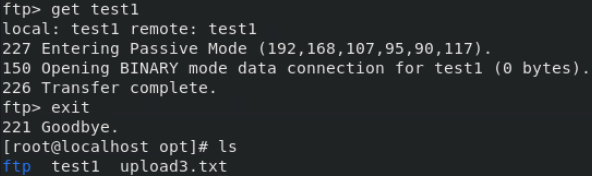 ftp> get test1
local: test1 remote: test1
227 Entering Passive Mode (192,168,107,95,90,117).
150 Opening BINARY mode data connection for test1 (0 bytes).
226 Transfer complete.
ftp> exit
221 Goodbye.
[root@localhost opt]# ls
ftp  test1  upload3.txt